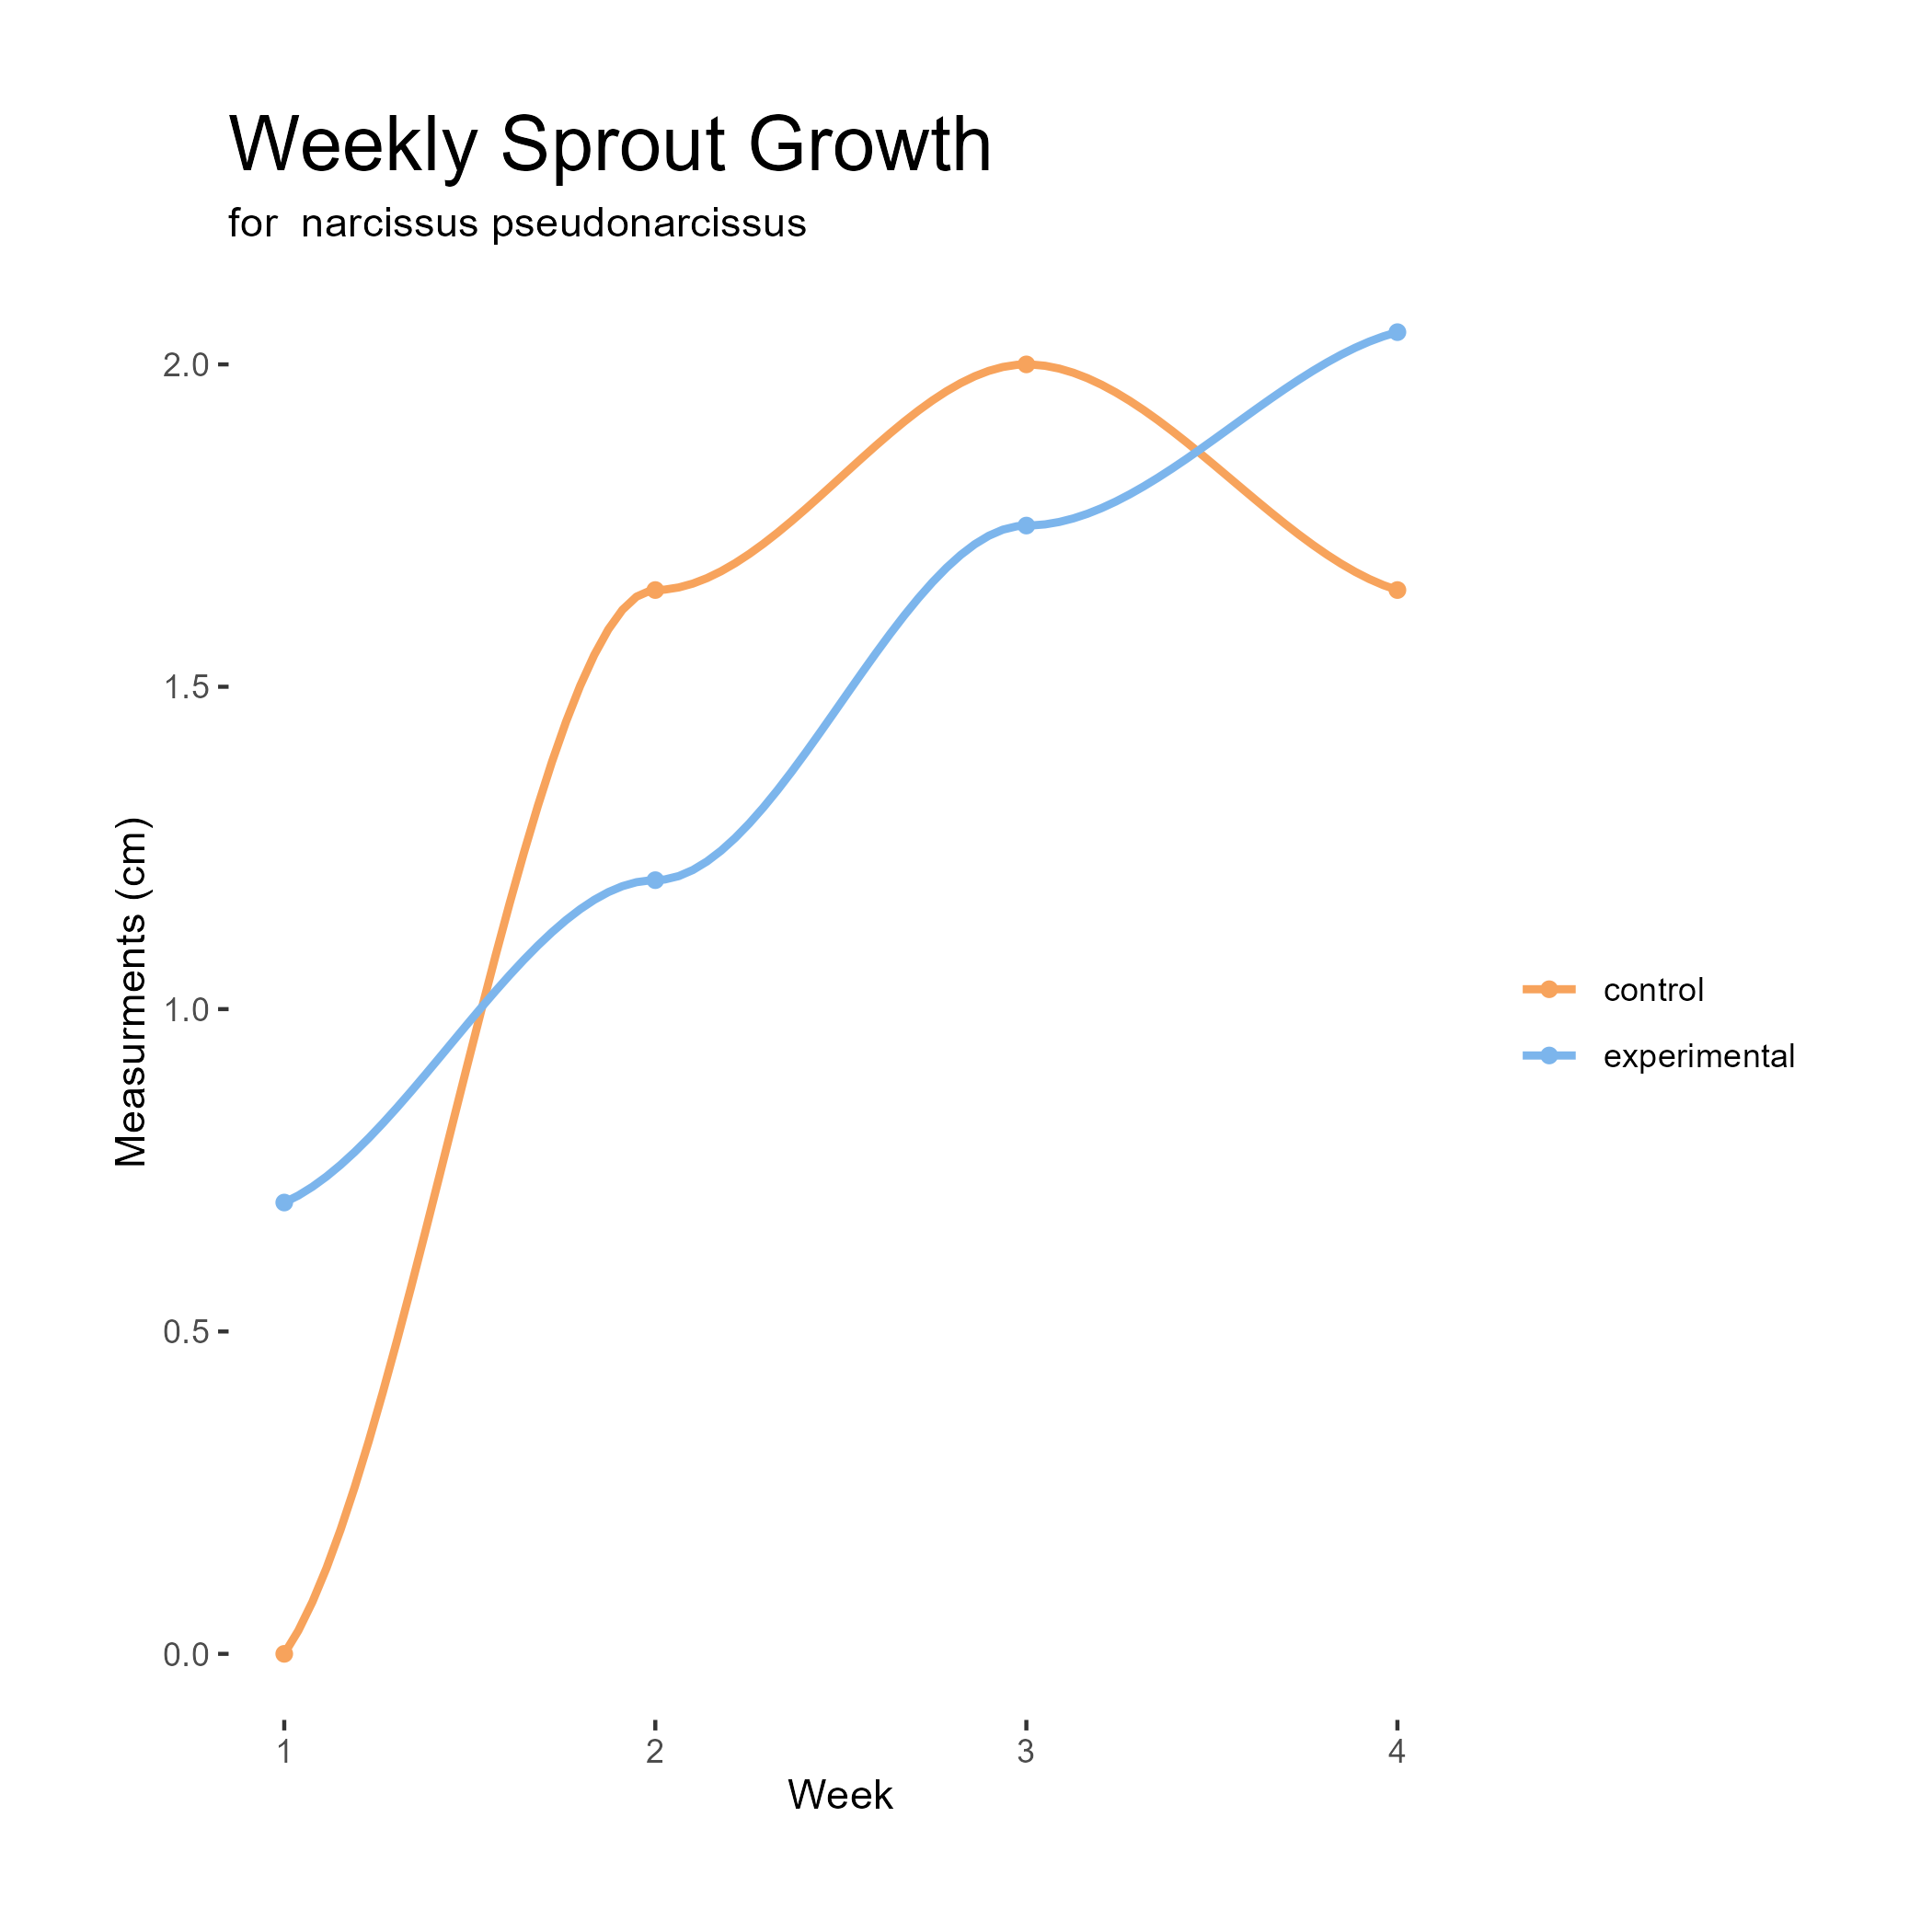 Weekly Sprout Growth
for  narcissus pseudonarcissus
Measurments (cm)
2.0
1.5
1.0
0.5
0.0
1 2 3 4
Week
control
experimental